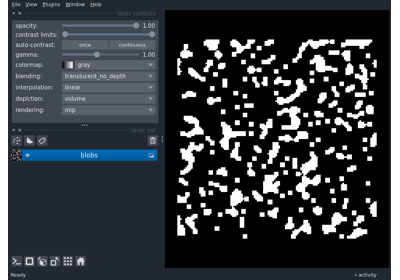 File View Plugins Window Help
layer controls
opacity: 1.00
contrast limits:
auto-contrast: once continuous
gamma: 1.00
colormap: gray
blending: translucent_no_depth
interpolation: linear
depiction: volume
rendering: mip
layer list
blobs
Ready activity